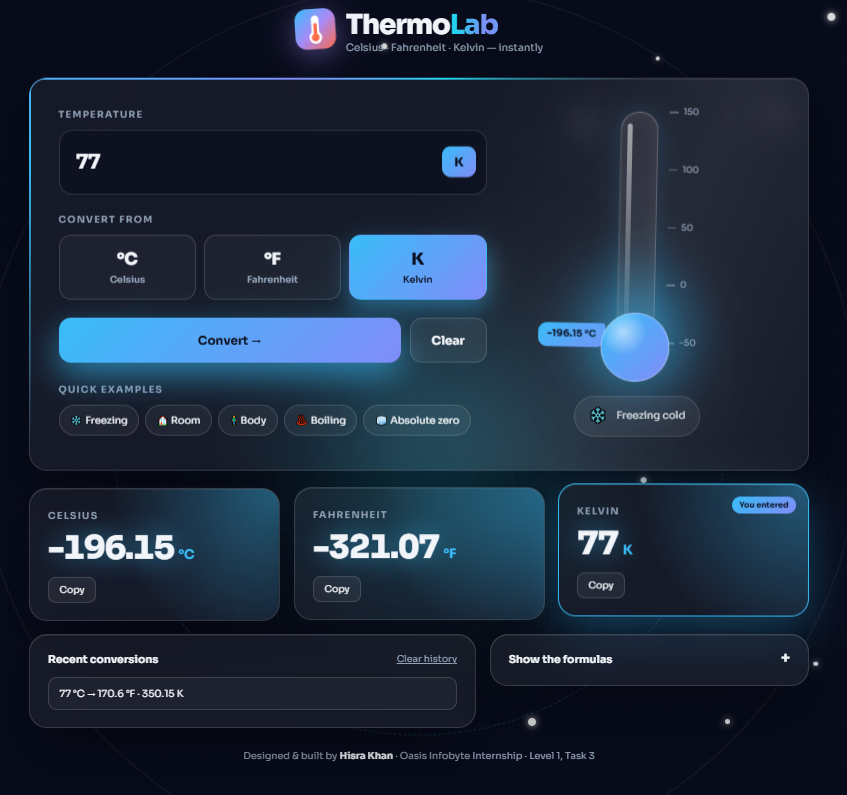 ThermoLab
Celsius · Fahrenheit · Kelvin — instantly
TEMPERATURE
77 K
CONVERT FROM
°C
Celsius
°F
Fahrenheit
K
Kelvin
Convert →
Clear
QUICK EXAMPLES
Freezing
Room
Body
Boiling
Absolute zero
150
100
50
0
-50
-196.15 °C
Freezing cold
CELSIUS
-196.15 °C
Copy
FAHRENHEIT
-321.07 °F
Copy
KELVIN
You entered
77 K
Copy
Recent conversions
Clear history
77 °C → 170.6 °F · 350.15 K
Show the formulas +
Designed & built by Hisra Khan · Oasis Infobyte Internship · Level 1, Task 3